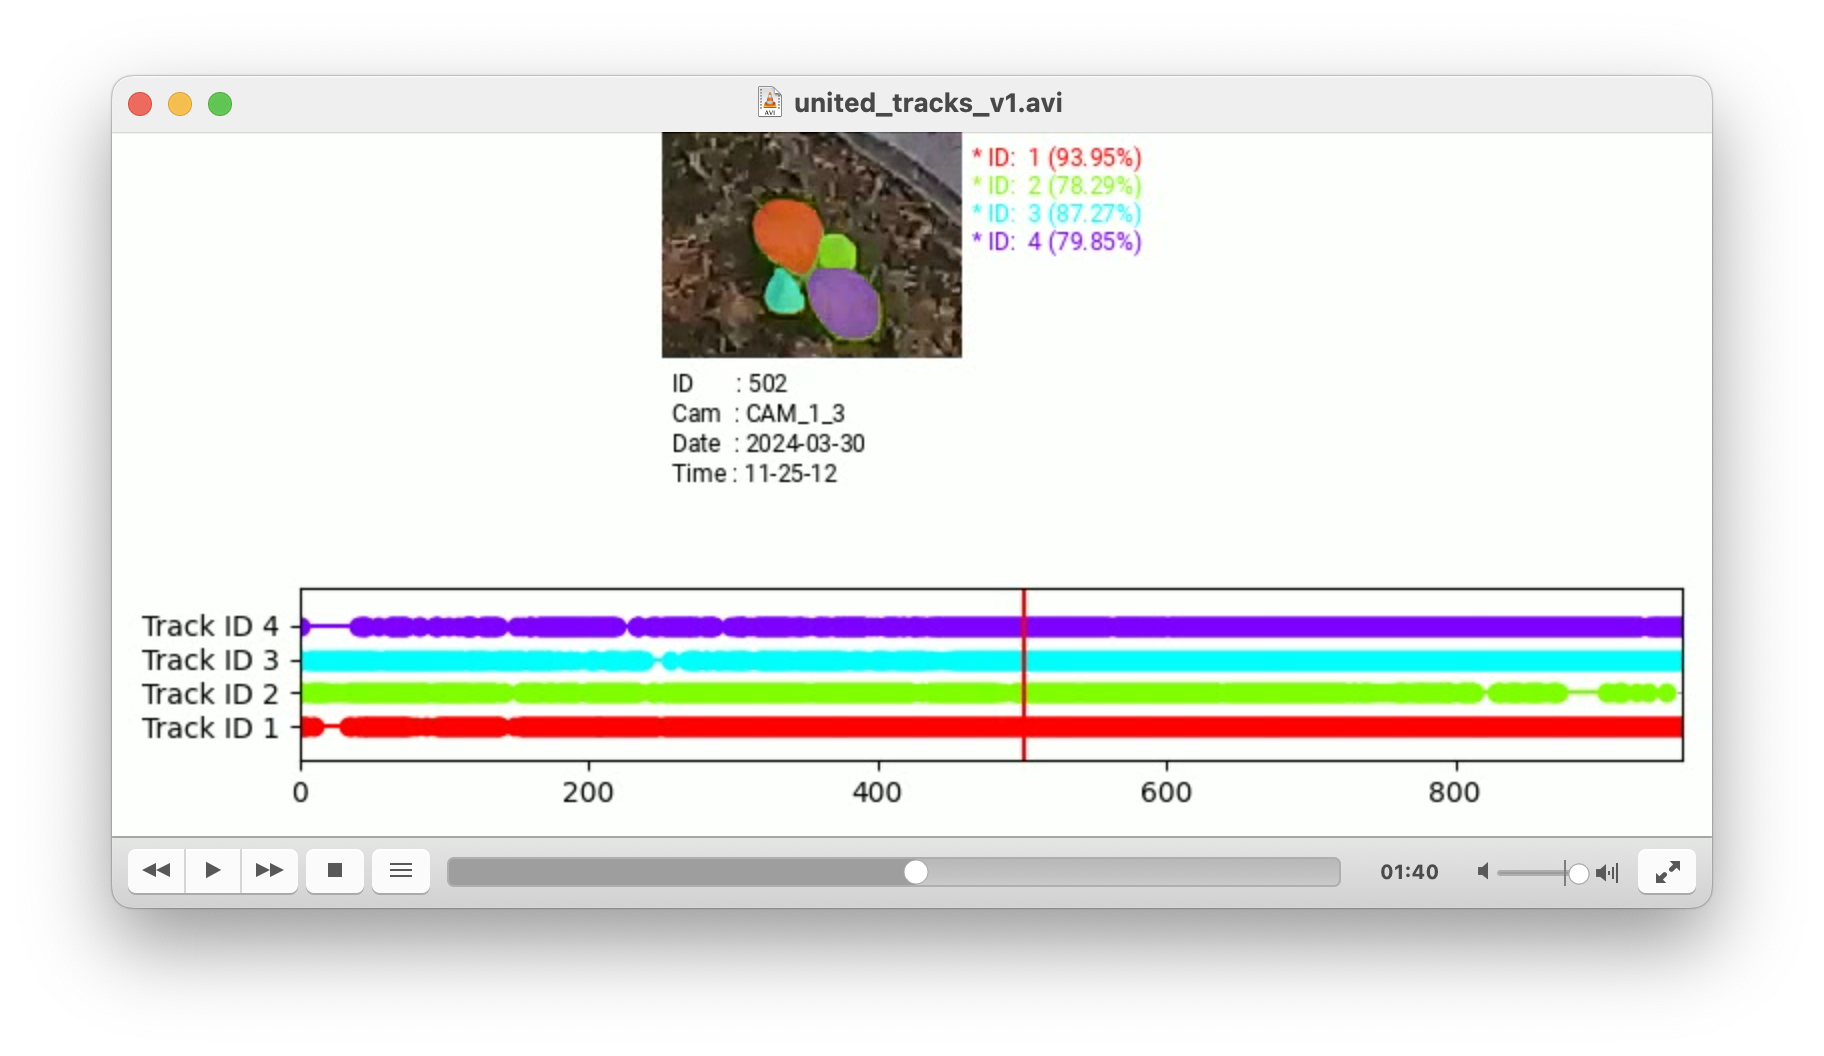 AVI
united_tracks_v1.avi
* ID: 1 (93.95%)
* ID: 2 (78.29%)
* ID: 3 (87.27%)
* ID: 4 (79.85%)
ID : 502
Cam : CAM_1_3
Date : 2024-03-30
Time : 11-25-12
Track ID 4
Track ID 3
Track ID 2
Track ID 1
0 200 400 600 800
01:40